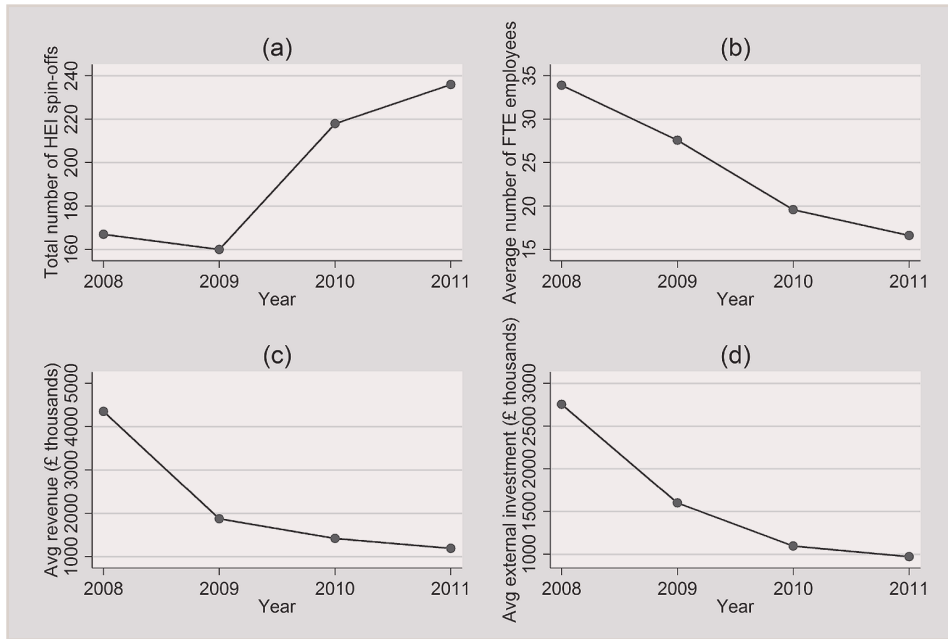 (a)
Total number of HEI spin-offs
240
220
200
180
160
2008 2009 2010 2011
Year
(b)
Average number of FTE employees
35
30
25
20
15
2008 2009 2010 2011
Year
(c)
Avg revenue (£ thousands)
5000
4000
3000
2000
1000
2008 2009 2010 2011
Year
(d)
Avg external investment (£ thousands)
3000
2500
2000
1500
1000
2008 2009 2010 2011
Year